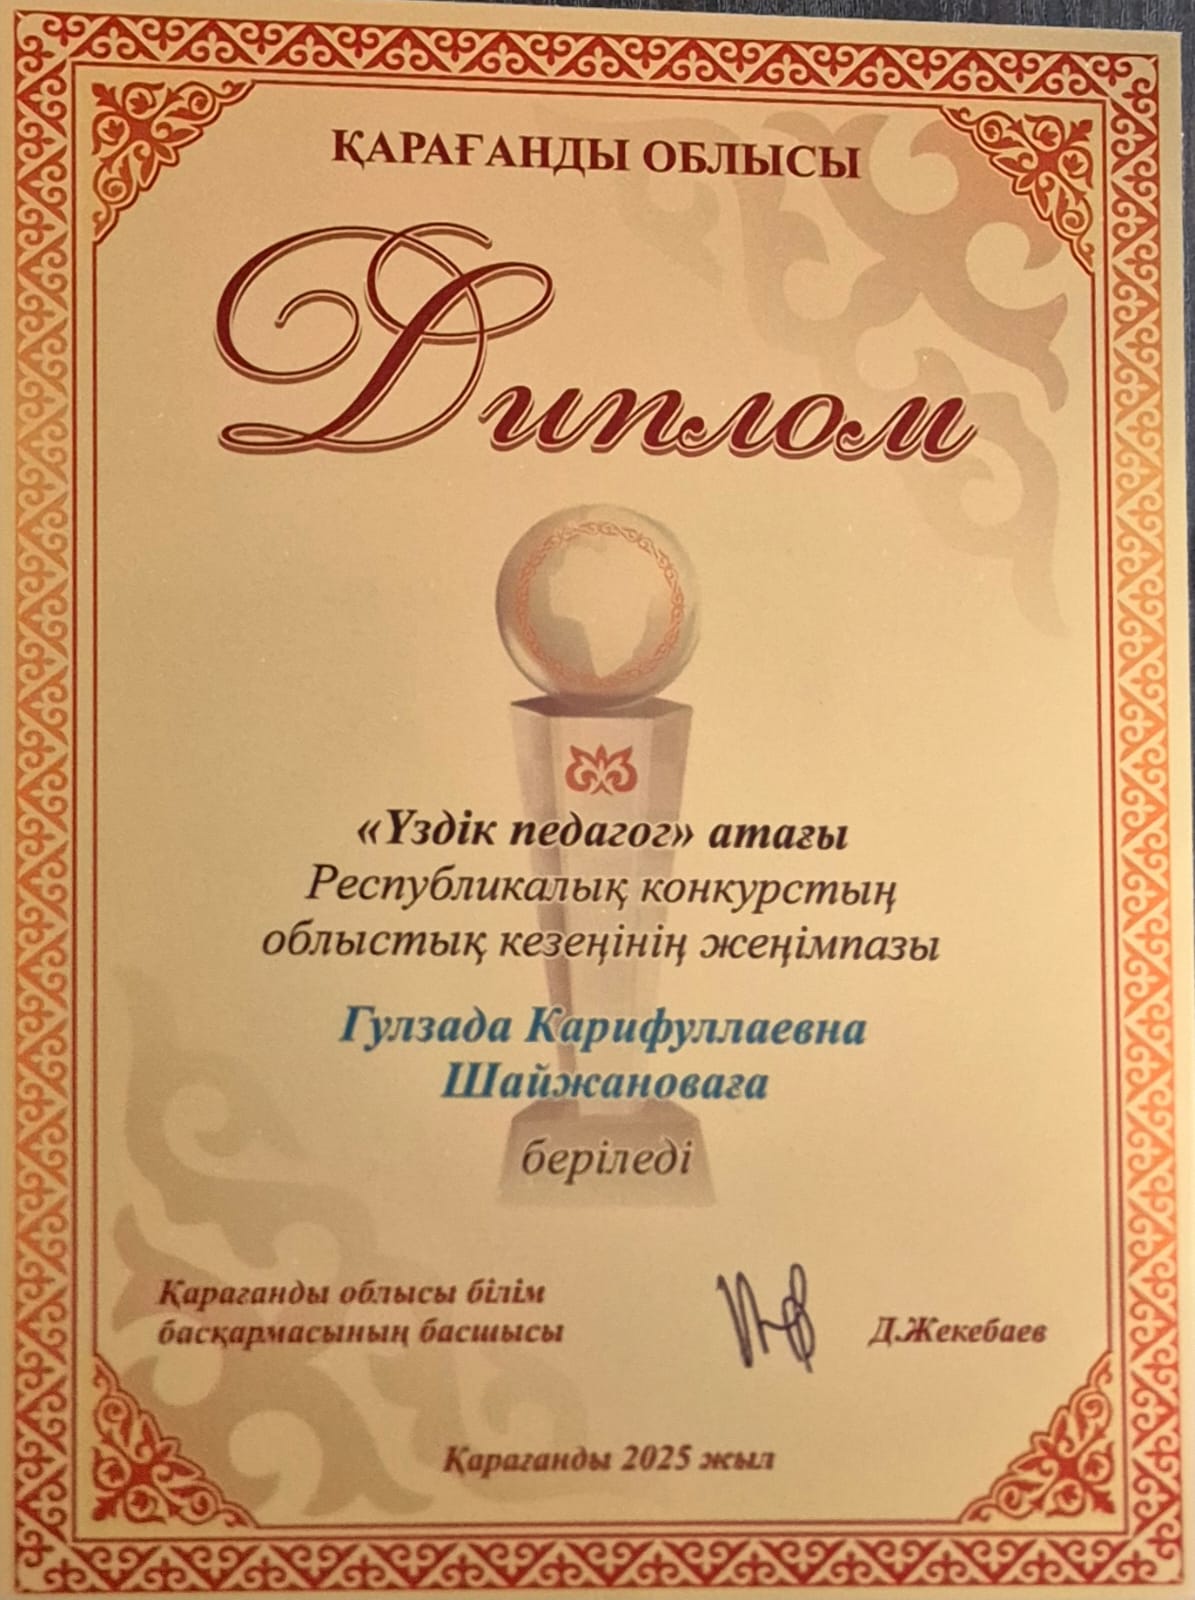 ҚАРАҒАНДЫ ОБЛЫСЫ
Диплом
«Үздік педагог» атағы
Республикалық конкурстың
облыстық кезеңінің жеңімпазы
Гулзада Карифуллаевна
Шайжановаға
беріледі
Қарағанды облысы білім
басқармасының басшысы
Д.Жекебаев
Қарағанды 2025 жыл